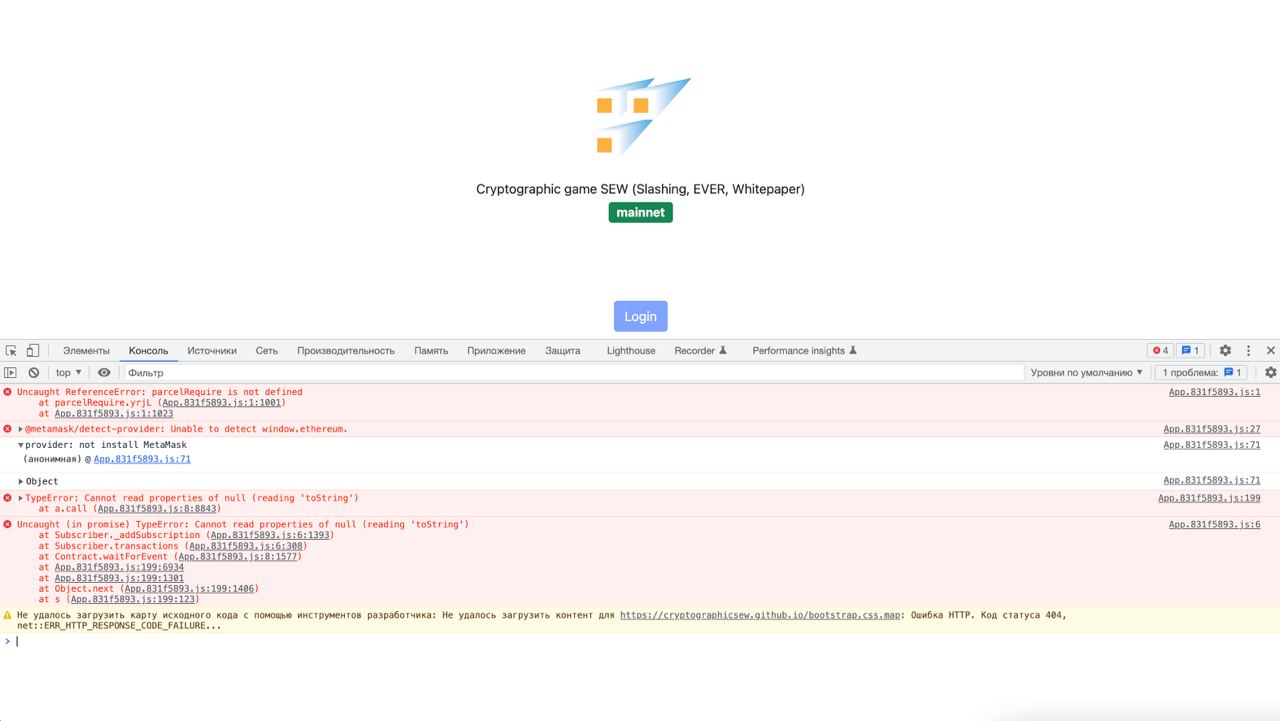 Cryptographic game SEW (Slashing, EVER, Whitepaper)
mainnet
Login
Элементы Консоль Источники Сеть Производительность Память Приложение Защита Lighthouse Recorder Performance insights 4 1
top Фильтр Уровни по умолчанию 1 проблема: 1
Uncaught ReferenceError: parcelRequire is not defined App.831f5893.js:1
at parcelRequire.yrjL (App.831f5893.js:1:1001)
at App.831f5893.js:1:1023
@metamask/detect-provider: Unable to detect window.ethereum. App.831f5893.js:27
provider: not install MetaMask App.831f5893.js:71
(анонимная) @ App.831f5893.js:71
Object App.831f5893.js:71
TypeError: Cannot read properties of null (reading 'toString') App.831f5893.js:199
at a.call (App.831f5893.js:8:8843)
Uncaught (in promise) TypeError: Cannot read properties of null (reading 'toString') App.831f5893.js:6
at Subscriber._addSubscription (App.831f5893.js:6:1393)
at Subscriber.transactions (App.831f5893.js:6:308)
at Contract.waitForEvent (App.831f5893.js:8:1577)
at App.831f5893.js:199:6934
at App.831f5893.js:199:1301
at Object.next (App.831f5893.js:199:1406)
at s (App.831f5893.js:199:123)
Не удалось загрузить карту исходного кода с помощью инструментов разработчика: Не удалось загрузить контент для https://cryptographicsew.github.io/bootstrap.css.map: Ошибка HTTP. Код статуса 404,
net::ERR_HTTP_RESPONSE_CODE_FAILURE...